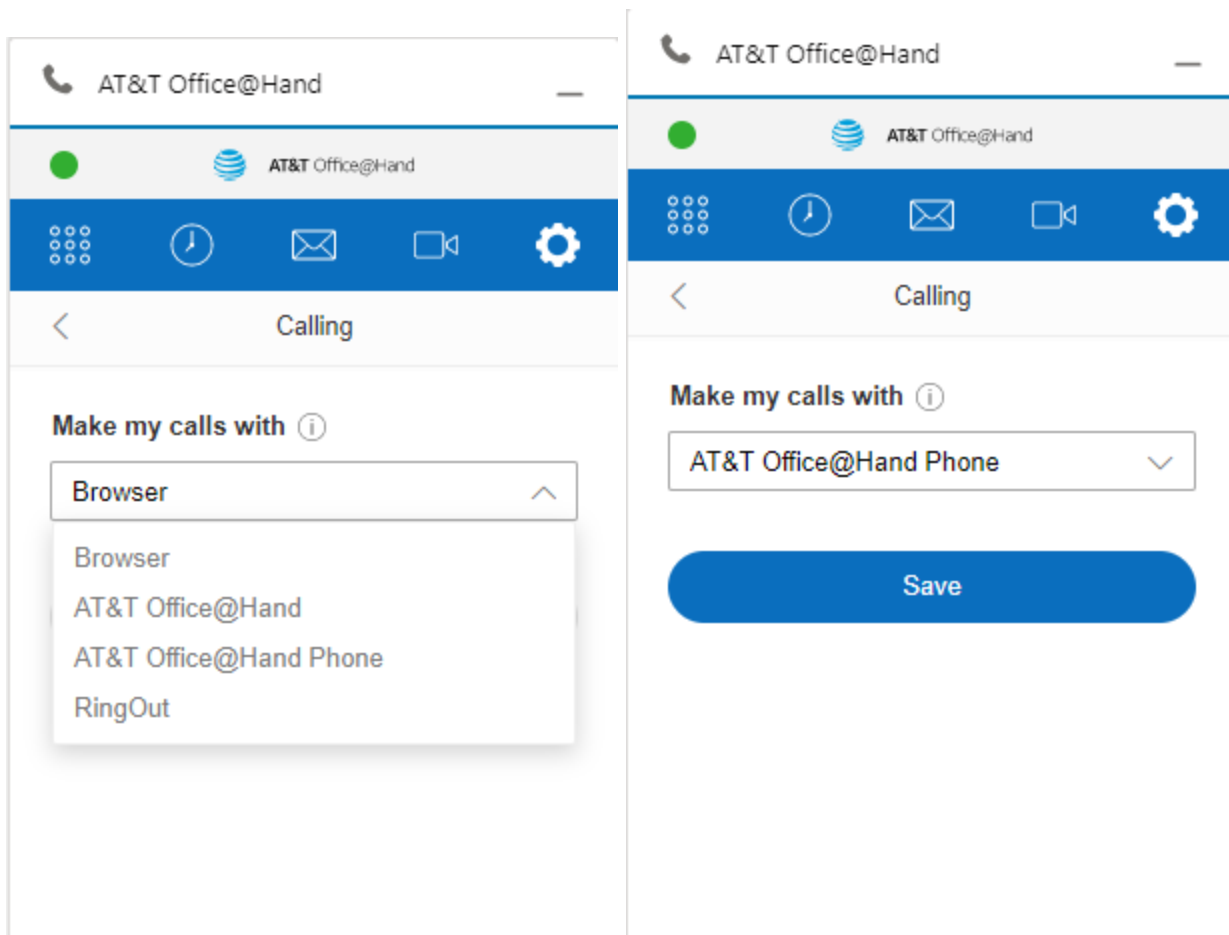 AT&T Office@Hand
AT&T Office@Hand
Calling
Make my calls with
Browser
Browser
AT&T Office@Hand
AT&T Office@Hand Phone
RingOut
AT&T Office@Hand
AT&T Office@Hand
Calling
Make my calls with
AT&T Office@Hand Phone
Save